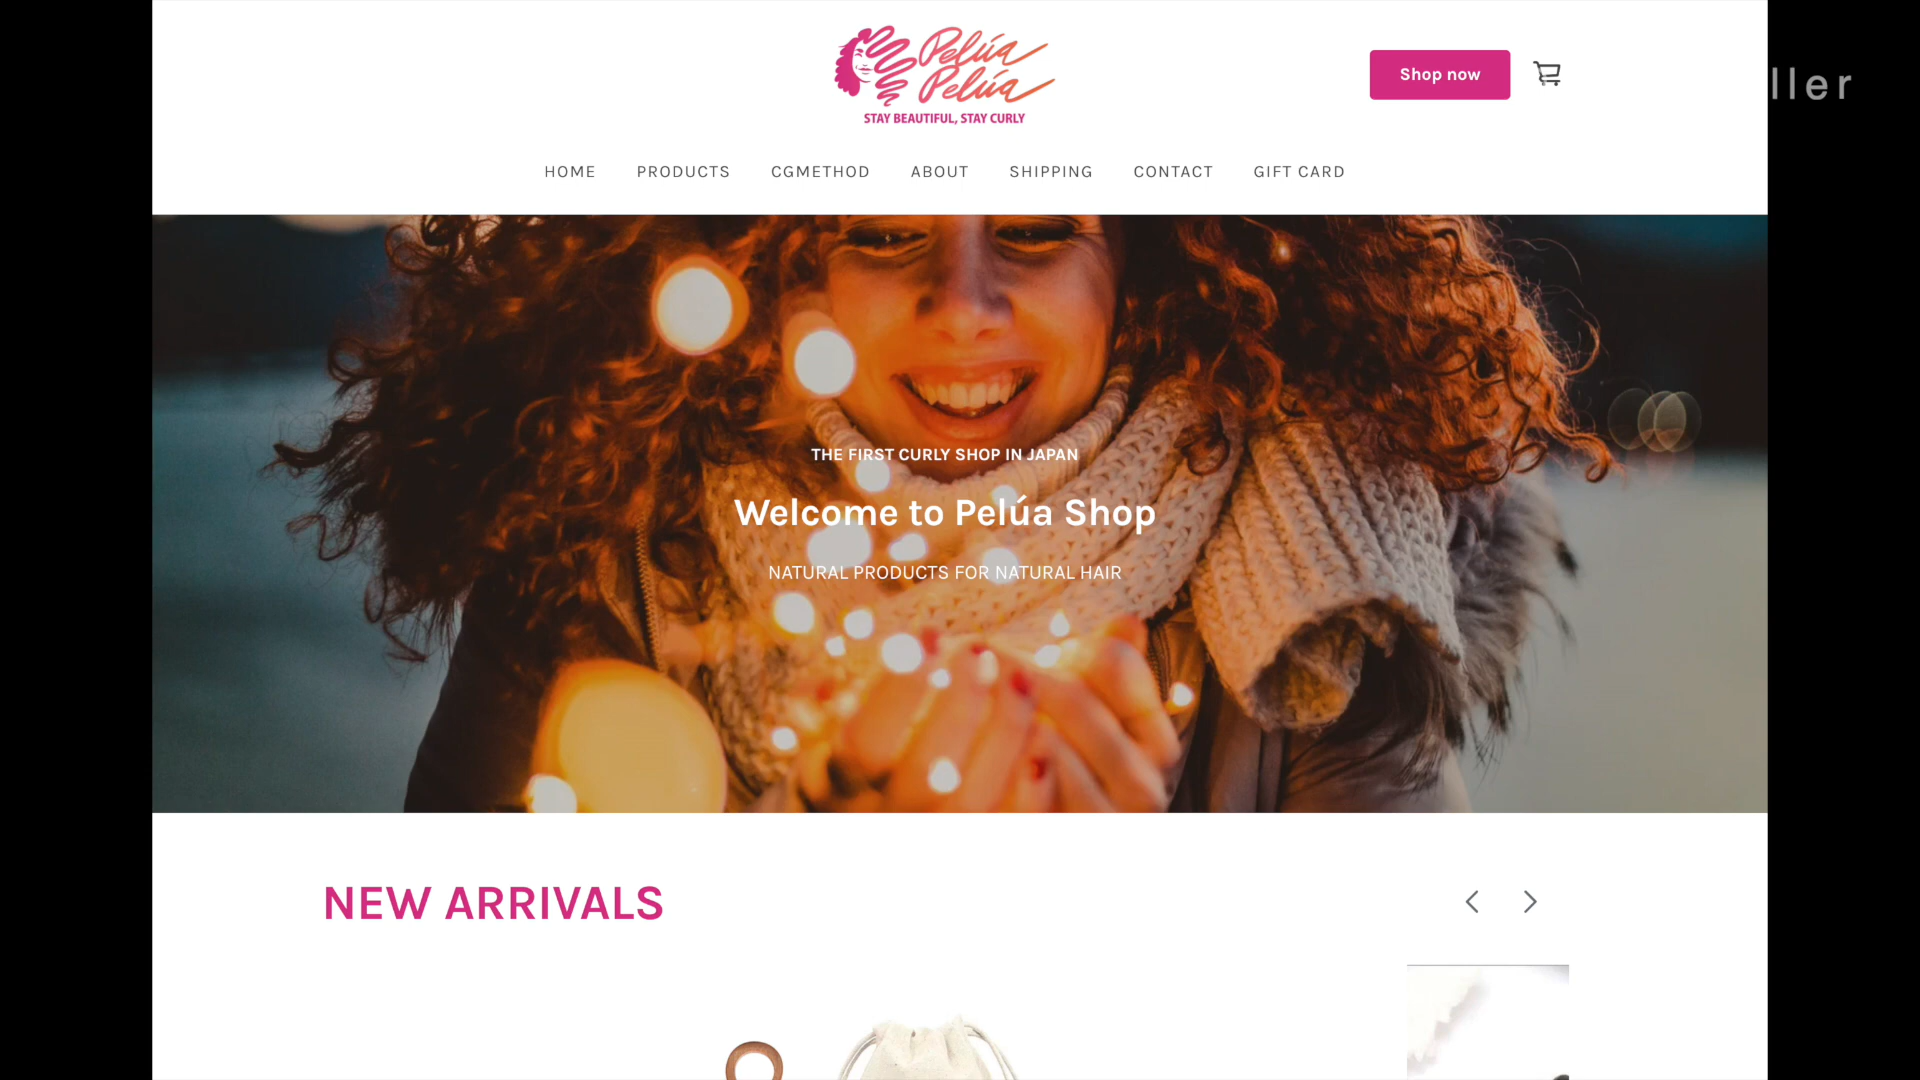 Pelúa
Pelúa
STAY BEAUTIFUL, STAY CURLY
Shop now
ller
HOME PRODUCTS CGMETHOD ABOUT SHIPPING CONTACT GIFT CARD
THE FIRST CURLY SHOP IN JAPAN
Welcome to Pelúa Shop
NATURAL PRODUCTS FOR NATURAL HAIR
NEW ARRIVALS